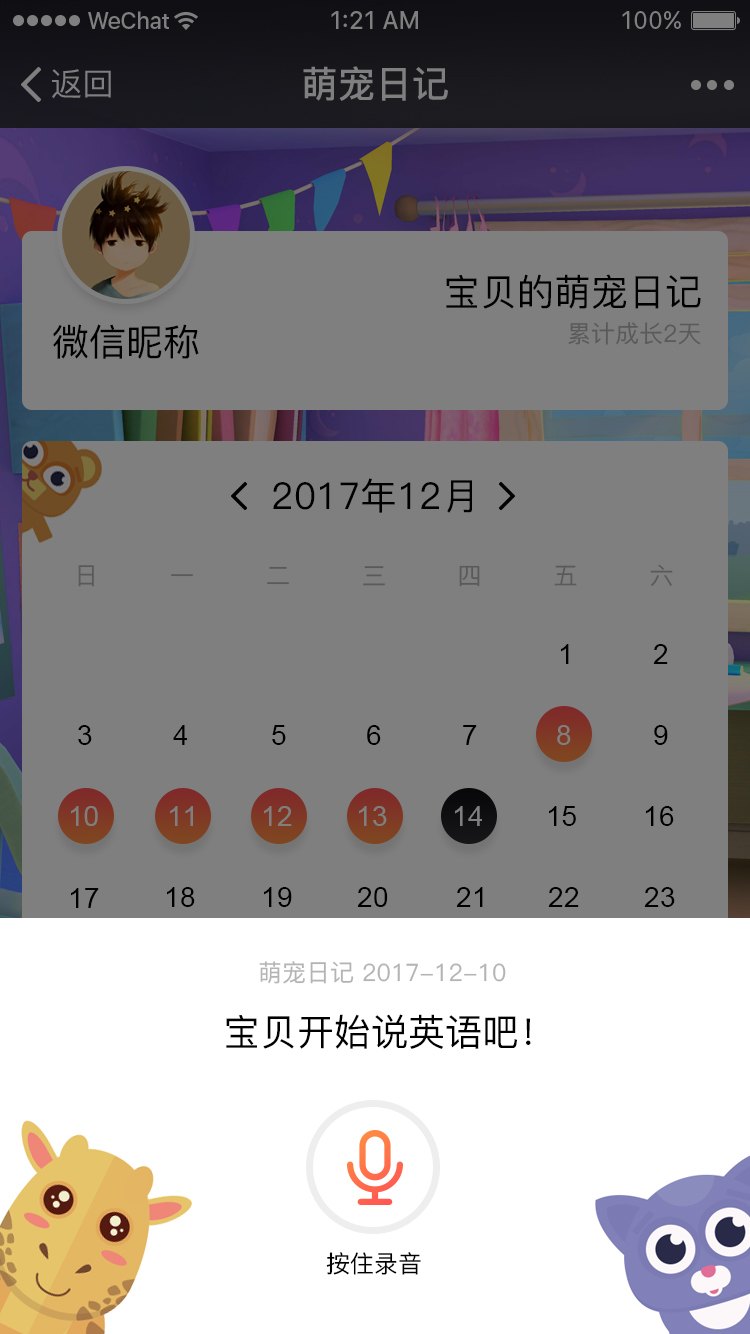 WeChat 1:21 AM 100%
返回 萌宠日记
宝贝的萌宠日记
累计成长2天
微信昵称
2017年12月
日 一 二 三 四 五 六
1 2
3 4 5 6 7 8 9
10 11 12 13 14 15 16
17 18 19 20 21 22 23
萌宠日记 2017-12-10
宝贝开始说英语吧！
按住录音